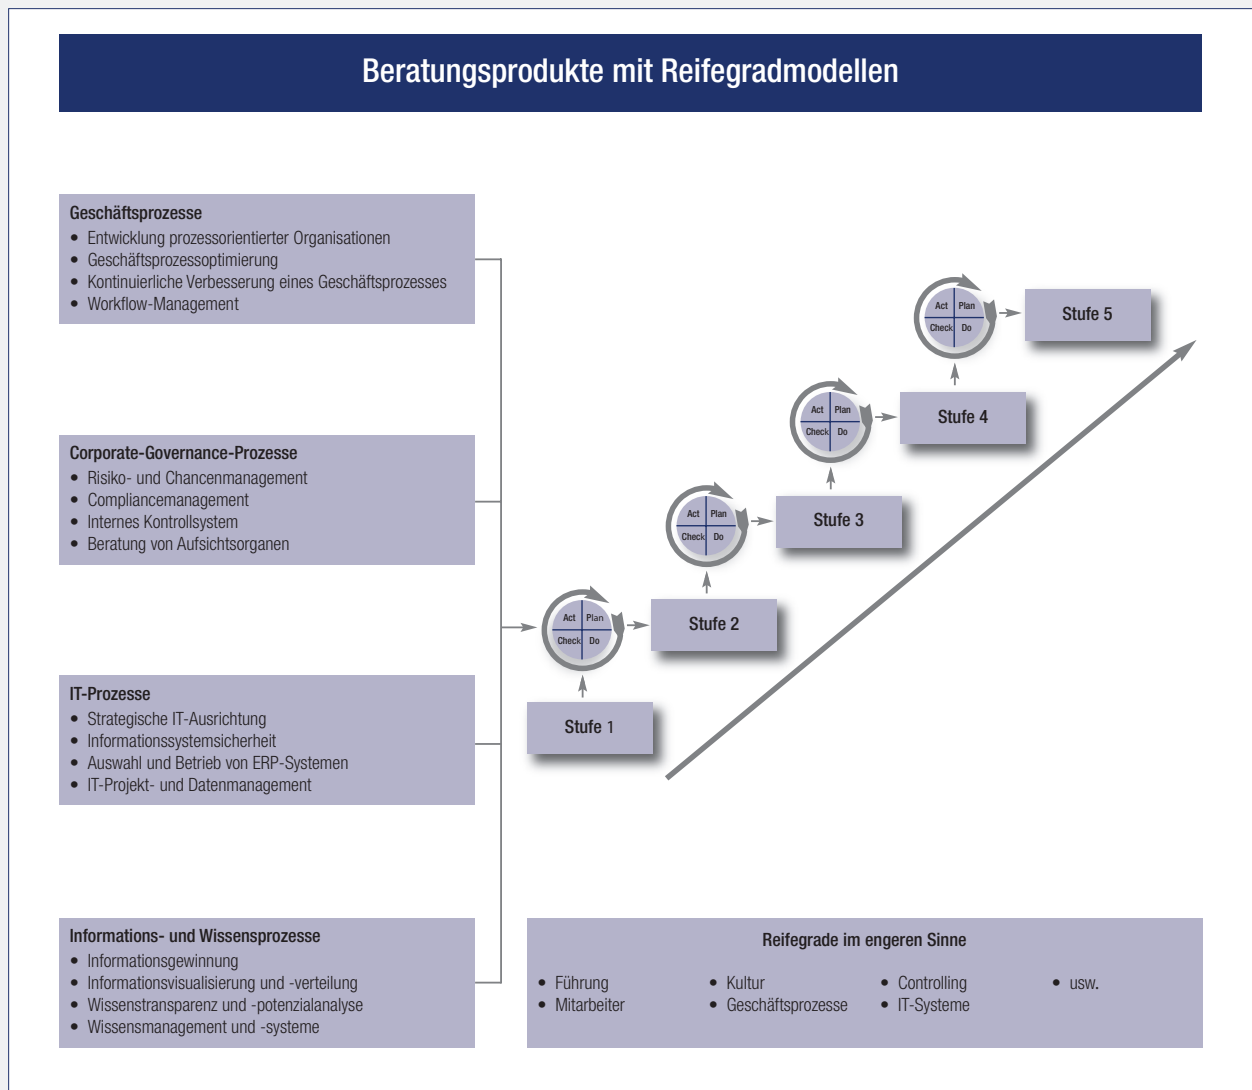 Beratungsprodukte mit Reifegradmodellen
Geschäftsprozesse
• Entwicklung prozessorientierter Organisationen
• Geschäftsprozessoptimierung
• Kontinuierliche Verbesserung eines Geschäftsprozesses
• Workflow-Management
Corporate-Governance-Prozesse
• Risiko- und Chancenmanagement
• Compliancemanagement
• Internes Kontrollsystem
• Beratung von Aufsichtsorganen
IT-Prozesse
• Strategische IT-Ausrichtung
• Informationssystemsicherheit
• Auswahl und Betrieb von ERP-Systemen
• IT-Projekt- und Datenmanagement
Informations- und Wissensprozesse
• Informationsgewinnung
• Informationsvisualisierung und -verteilung
• Wissenstransparenz und -potenzialanalyse
• Wissensmanagement und -systeme
Act Plan
Check Do
Stufe 5
Act Plan
Check Do
Stufe 4
Act Plan
Check Do
Stufe 3
Act Plan
Check Do
Stufe 2
Stufe 1
Reifegrade im engeren Sinne
• Führung • Kultur • Controlling • usw.
• Mitarbeiter • Geschäftsprozesse • IT-Systeme